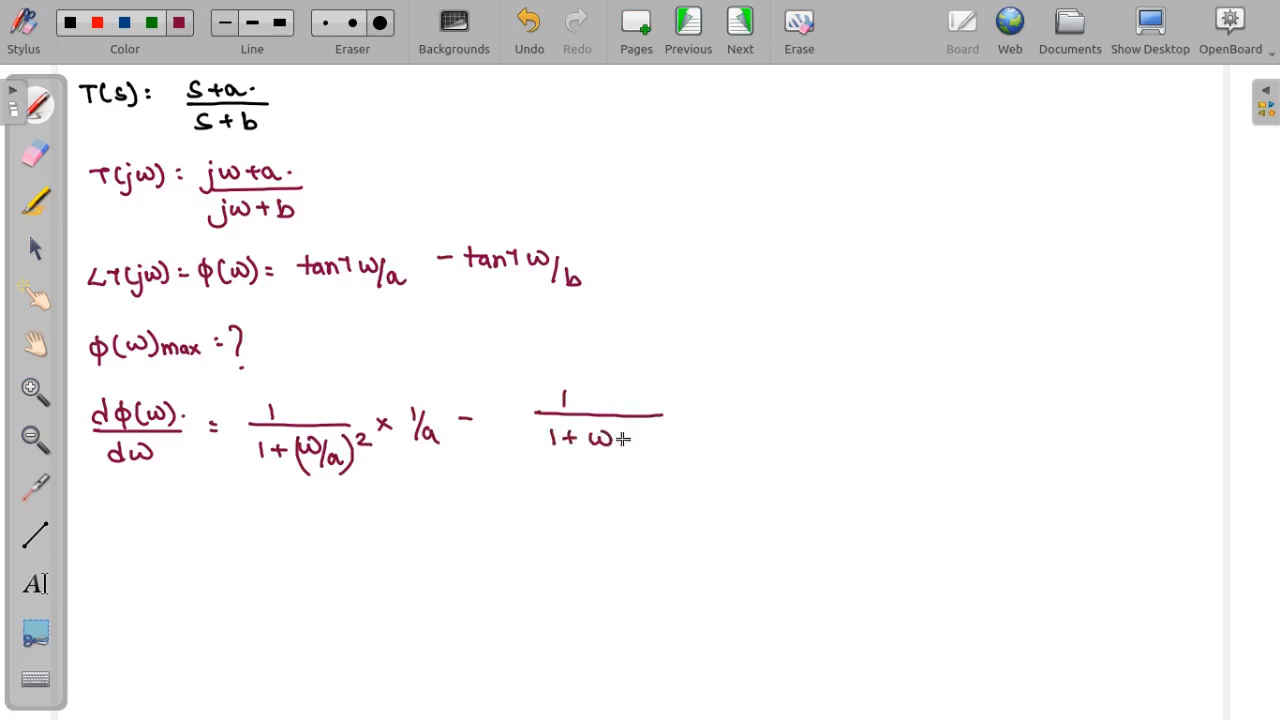 Stylus Color Line Eraser Backgrounds Undo Redo Pages Previous Next Erase Board Web Documents Show Desktop OpenBoard
T(s): s+a.
s+b
T(jω) = jω+a.
jω+b
∠T(jω) = φ(ω) = tan⁻¹ ω/a − tan⁻¹ ω/b
φ(ω)max = ?
dφ(ω). = 1 × 1/a − 1
dω 1+(ω/a)² 1+ω